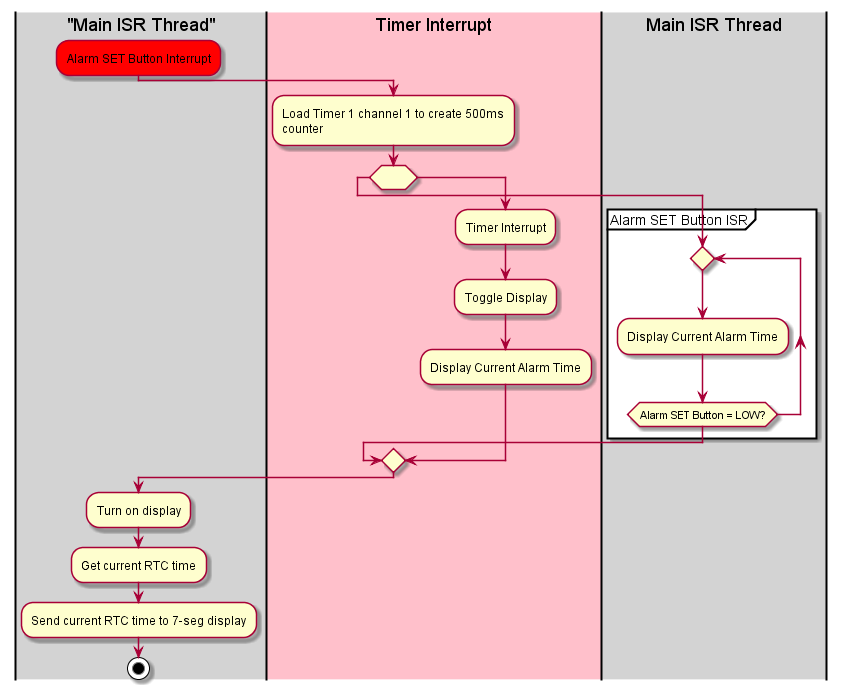 "Main ISR Thread"
Timer Interrupt
Main ISR Thread
Alarm SET Button Interrupt
Load Timer 1 channel 1 to create 500ms
counter
Timer Interrupt
Toggle Display
Display Current Alarm Time
Alarm SET Button ISR
Display Current Alarm Time
Alarm SET Button = LOW?
Turn on display
Get current RTC time
Send current RTC time to 7-seg display